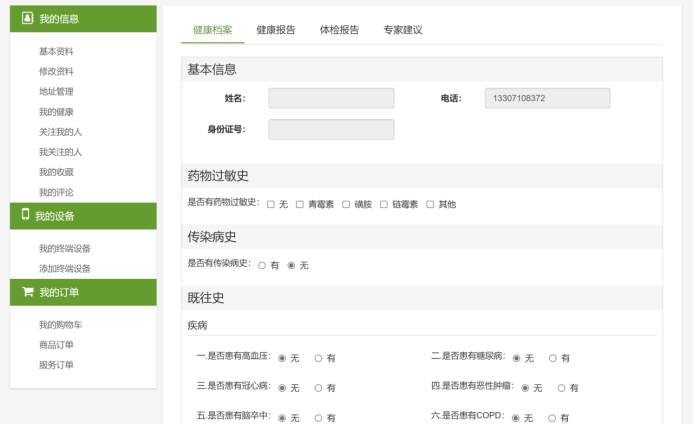 我的信息
基本资料
修改资料
地址管理
我的健康
关注我的人
我关注的人
我的收藏
我的评论
我的设备
我的终端设备
添加终端设备
我的订单
我的购物车
商品订单
服务订单
健康档案 健康报告 体检报告 专家建议
基本信息
姓名: 电话: 13307108372
身份证号:
药物过敏史
是否有药物过敏史: 无 青霉素 磺胺 链霉素 其他
传染病史
是否有传染病史: 有 无
既往史
疾病
一.是否患有高血压: 无 有 二.是否患有糖尿病: 无 有
三.是否患有冠心病: 无 有 四.是否患有恶性肿瘤: 无 有
五.是否患有脑卒中: 无 有 六.是否患有COPD: 无 有